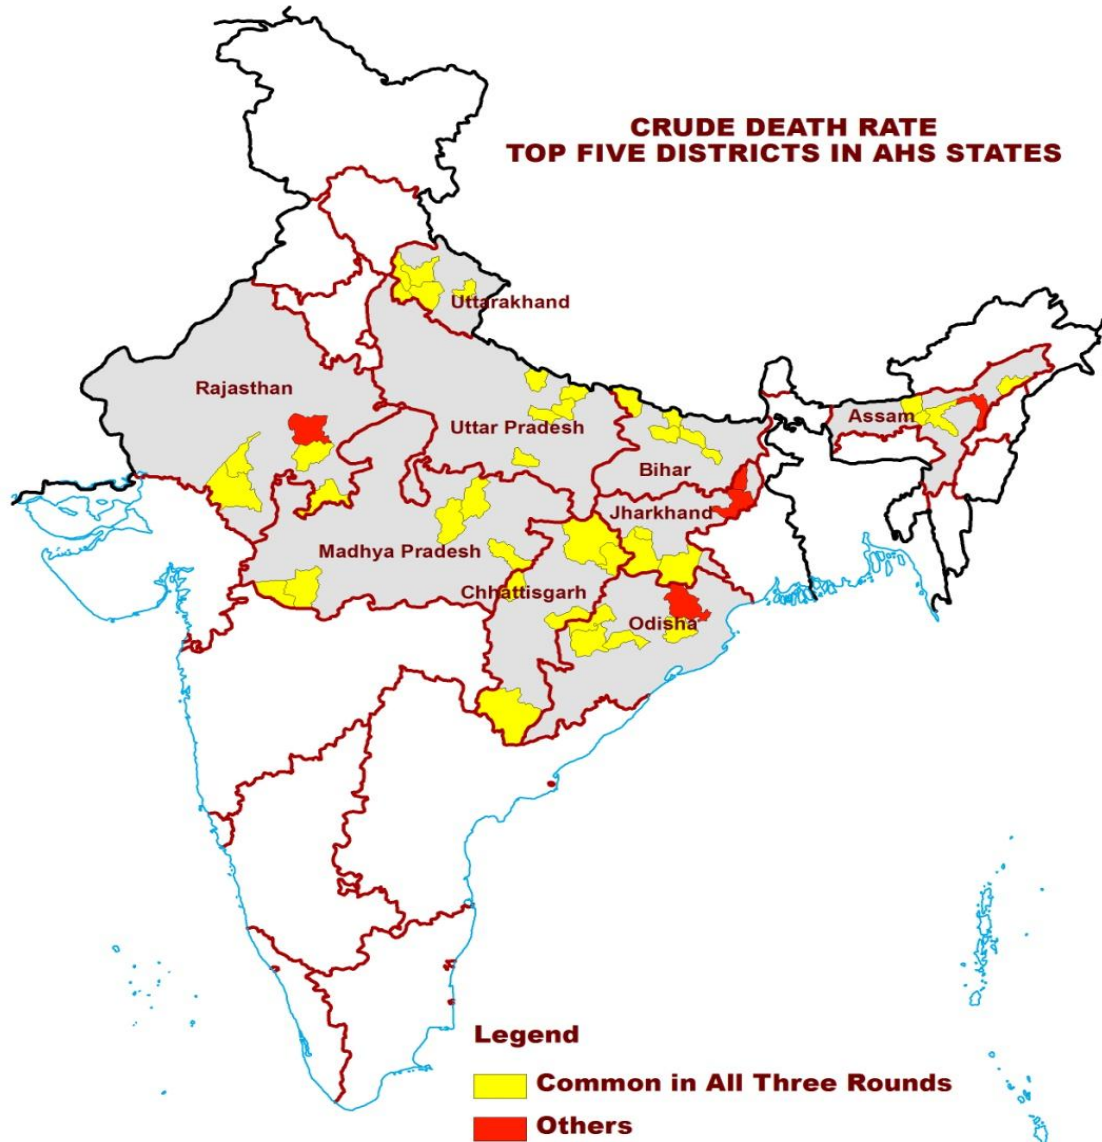 CRUDE DEATH RATE
TOP FIVE DISTRICTS IN AHS STATES
Uttarakhand
Rajasthan
Uttar Pradesh
Assam
Bihar
Jharkhand
Madhya Pradesh
Chhattisgarh
Odisha
Legend
Common in All Three Rounds
Others